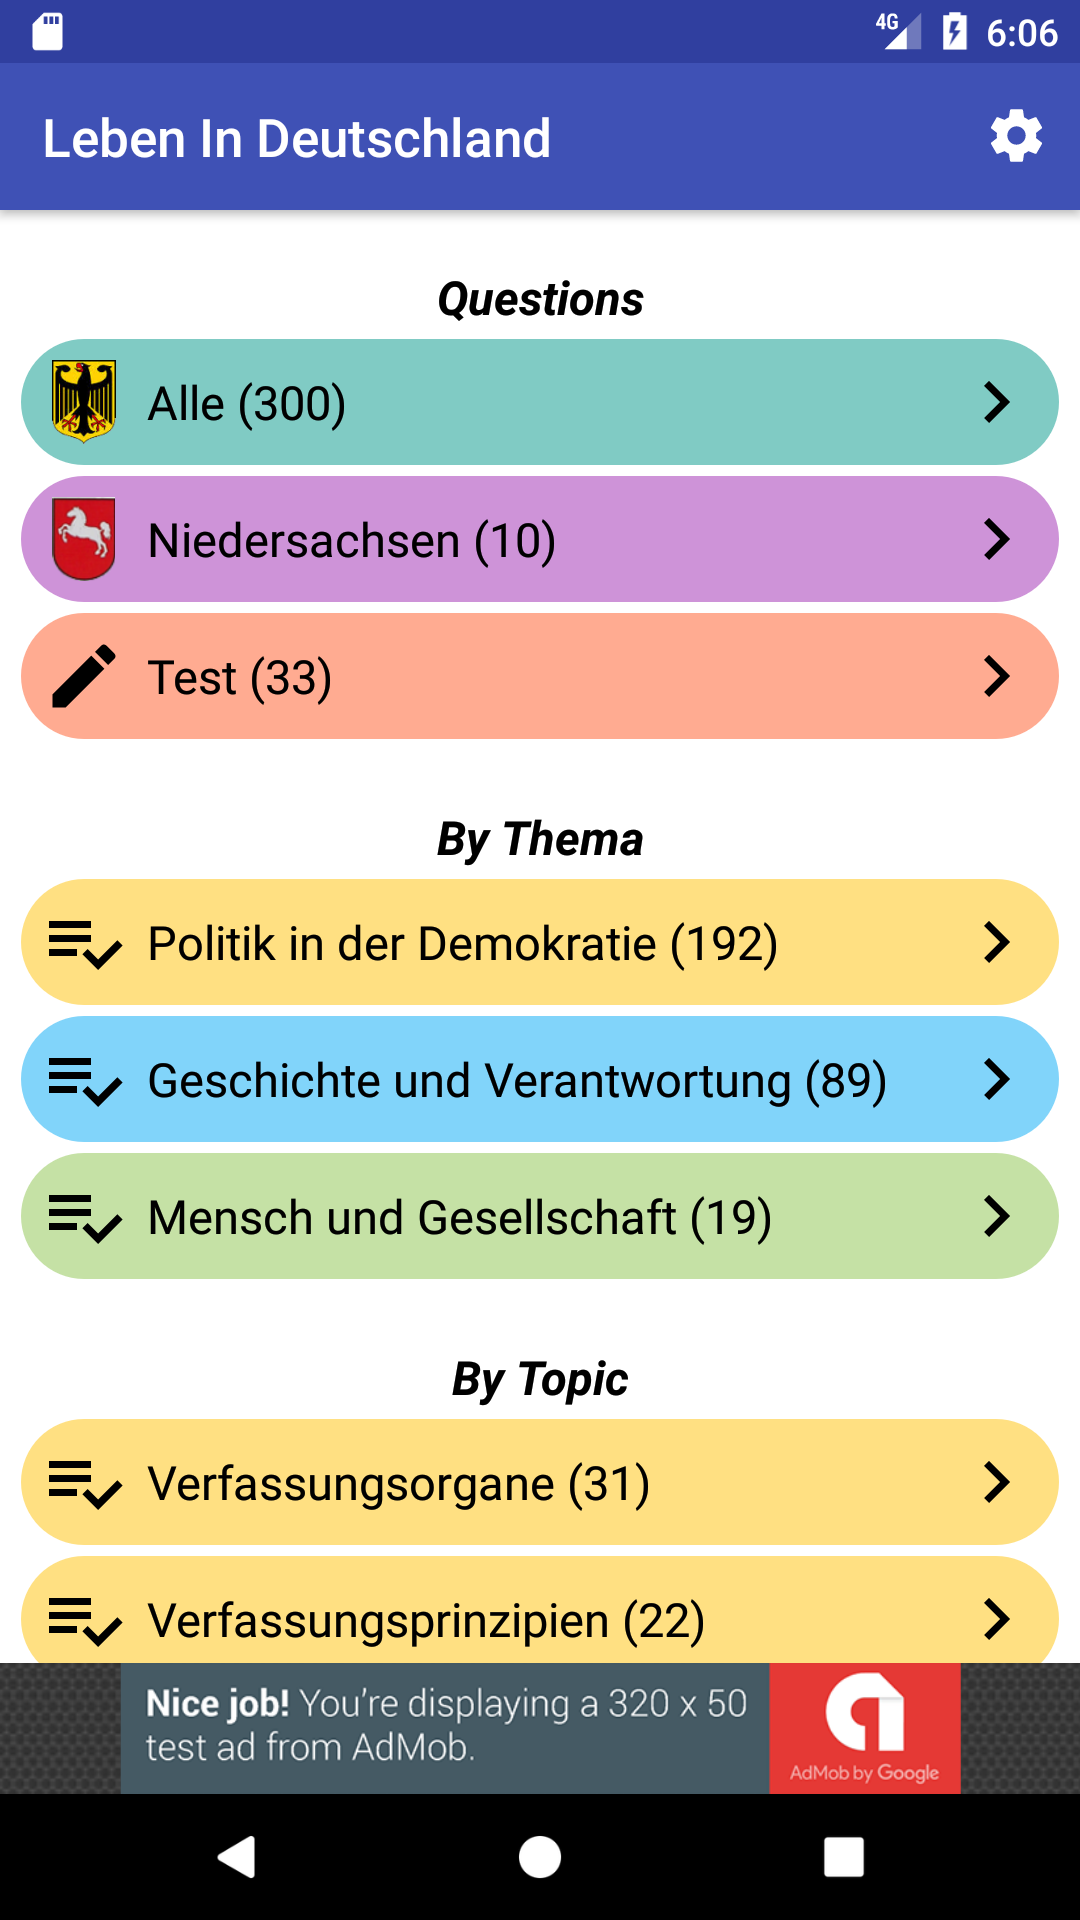 4G 6:06
Leben In Deutschland
Questions
Alle (300)
Niedersachsen (10)
Test (33)
By Thema
Politik in der Demokratie (192)
Geschichte und Verantwortung (89)
Mensch und Gesellschaft (19)
By Topic
Verfassungsorgane (31)
Verfassungsprinzipien (22)
Nice job! You're displaying a 320 x 50
test ad from AdMob.
AdMob by Google